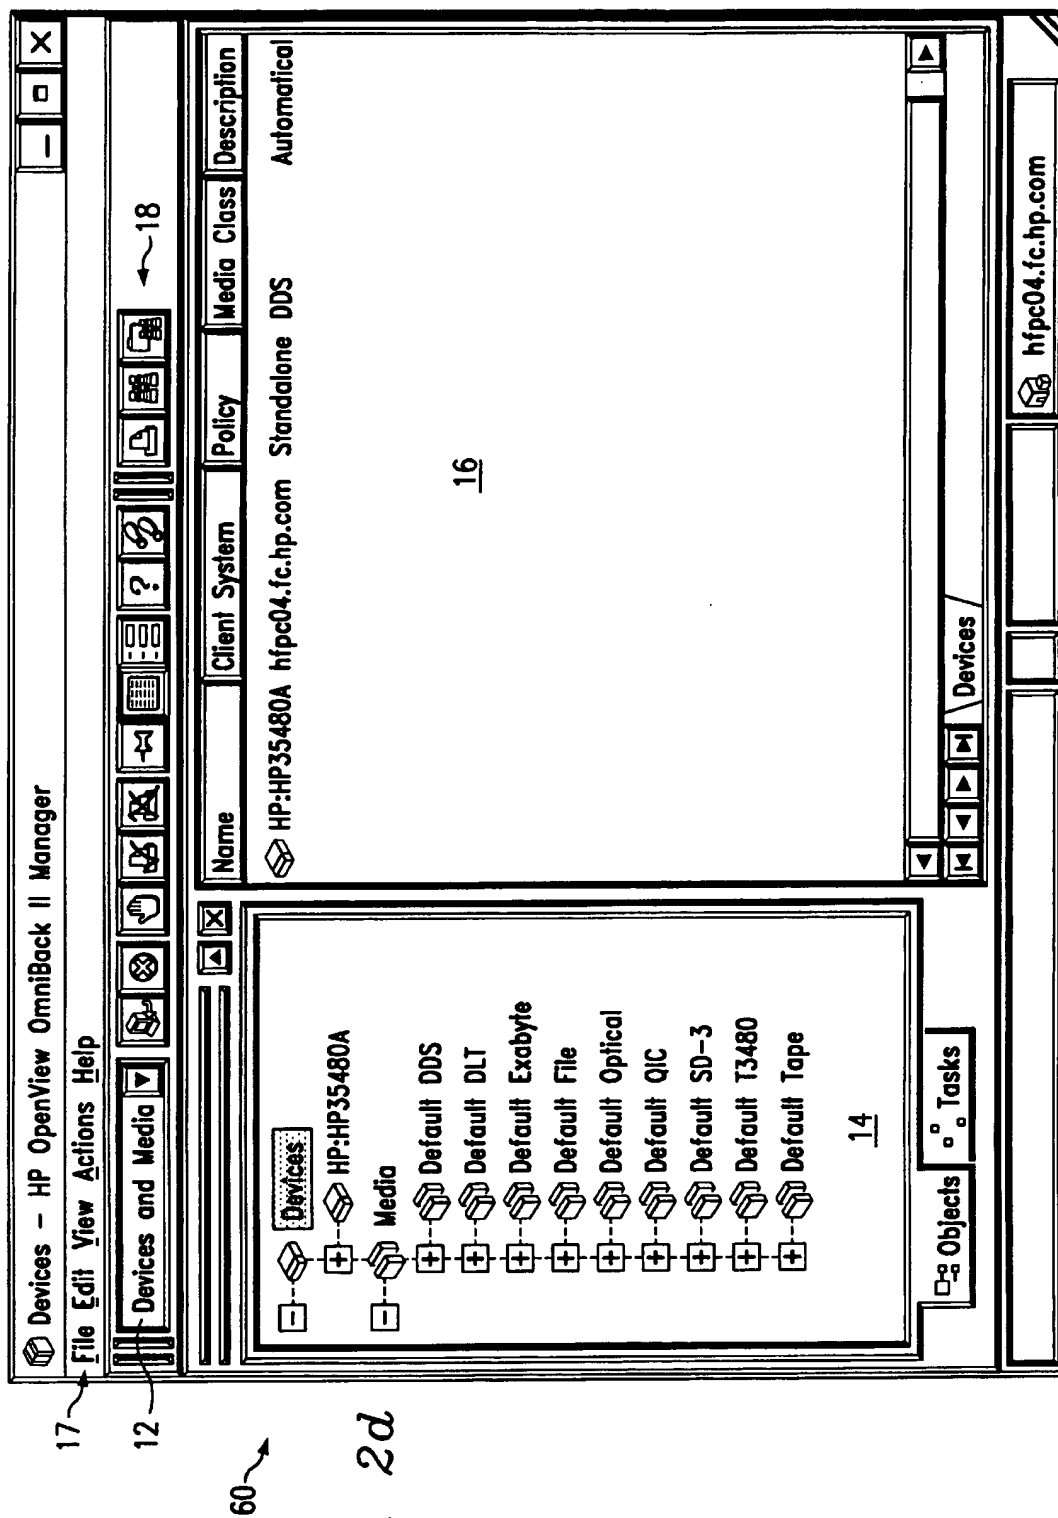 Devices – HP OpenView OmniBack II Manager
File Edit View Actions Help
17
12
Devices and Media
?
18
60
2d
Devices
HP:HP35480A
Media
Default DDS
Default DLT
Default Exabyte
Default File
Default Optical
Default QIC
Default SD-3
Default T3480
Default Tape
14
Objects
Tasks
Name Client System Policy Media Class Description
HP:HP35480A hfpc04.fc.hp.com Standalone DDS Automatical
16
Devices
hfpc04.fc.hp.com